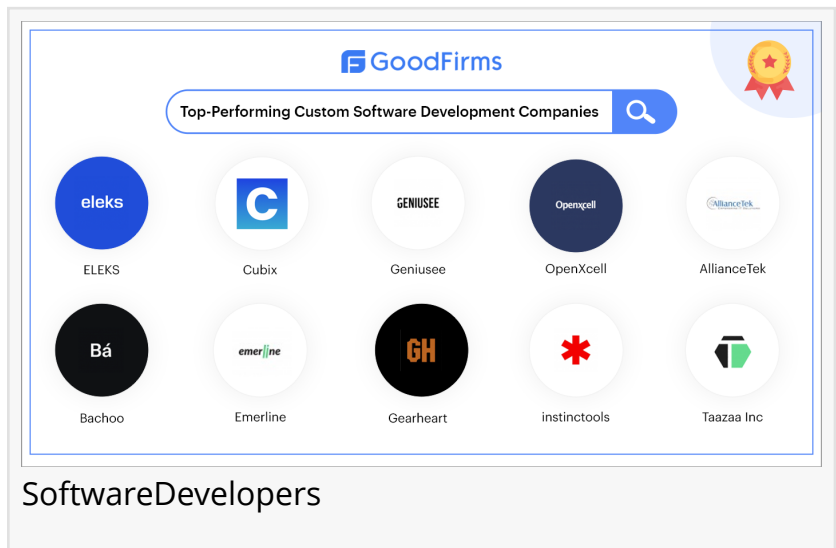 GoodFirms
Top-Performing Custom Software Development Companies
eleks
C
GENIUSEE
Openxcell
AllianceTek
ELEKS
Cubix
Geniusee
OpenXcell
AllianceTek
Bá
emerline
GH
Bachoo
Emerline
Gearheart
instinctools
Taazaa Inc
SoftwareDevelopers